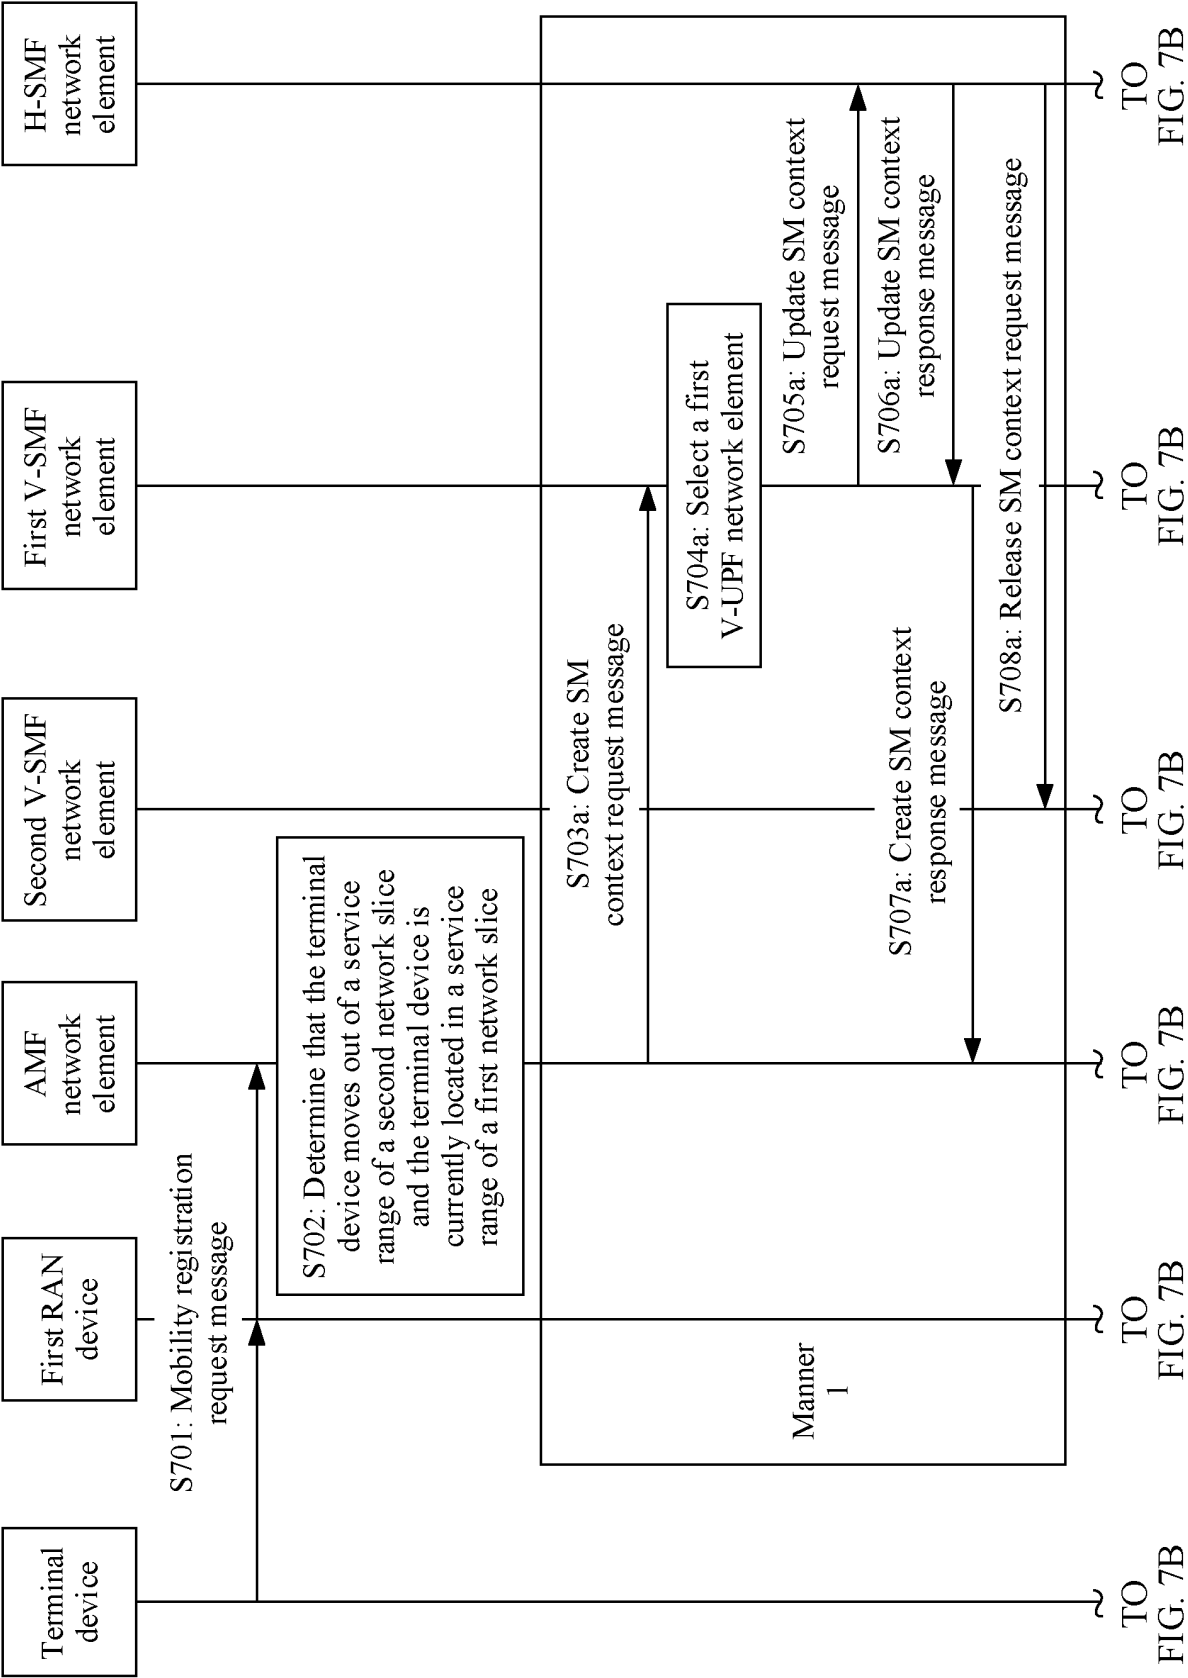 Terminal
device
First RAN
device
AMF
network
element
Second V-SMF
network
element
First V-SMF
network
element
H-SMF
network
element
S701: Mobility registration
request message
S702: Determine that the terminal
device moves out of a service
range of a second network slice
and the terminal device is
currently located in a service
range of a first network slice
Manner
1
S703a: Create SM
context request message
S704a: Select a first
V-UPF network element
S705a: Update SM context
request message
S706a: Update SM context
response message
S707a: Create SM context
response message
S708a: Release SM context request message
TO
FIG. 7B
TO
FIG. 7B
TO
FIG. 7B
TO
FIG. 7B
TO
FIG. 7B
TO
FIG. 7B